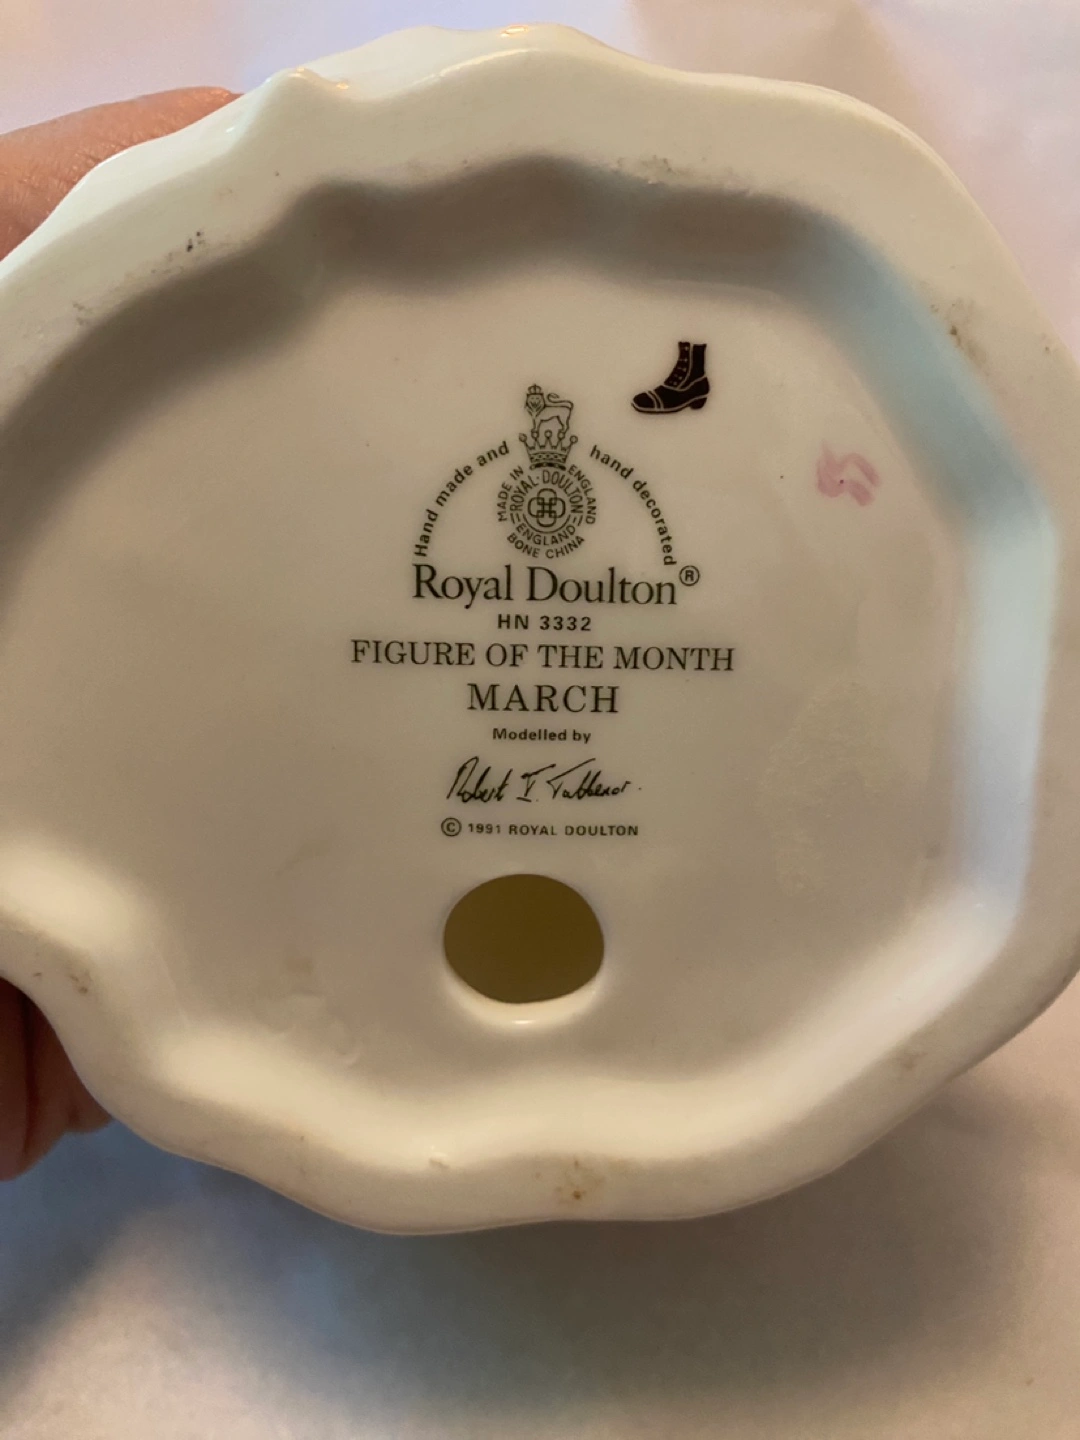 Hand made and hand decorated
MADE IN ENGLAND
ROYAL·DOULTON
ENGLAND
BONE CHINA
Royal Doulton®
HN 3332
FIGURE OF THE MONTH
MARCH
Modelled by
Robert I. Tabbenor.
© 1991 ROYAL DOULTON